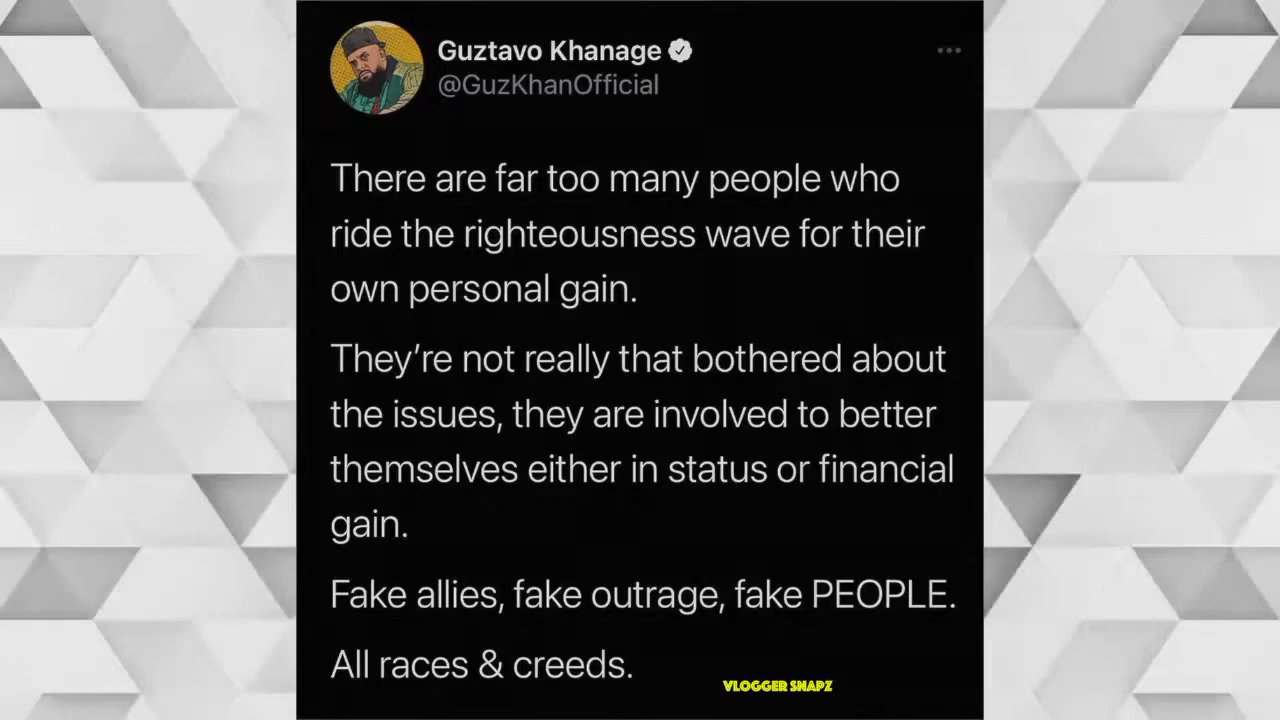 Guztavo Khanage
@GuzKhanOfficial
There are far too many people who
ride the righteousness wave for their
own personal gain.
They’re not really that bothered about
the issues, they are involved to better
themselves either in status or financial
gain.
Fake allies, fake outrage, fake PEOPLE.
All races & creeds.
VLOGGER SNAPZ